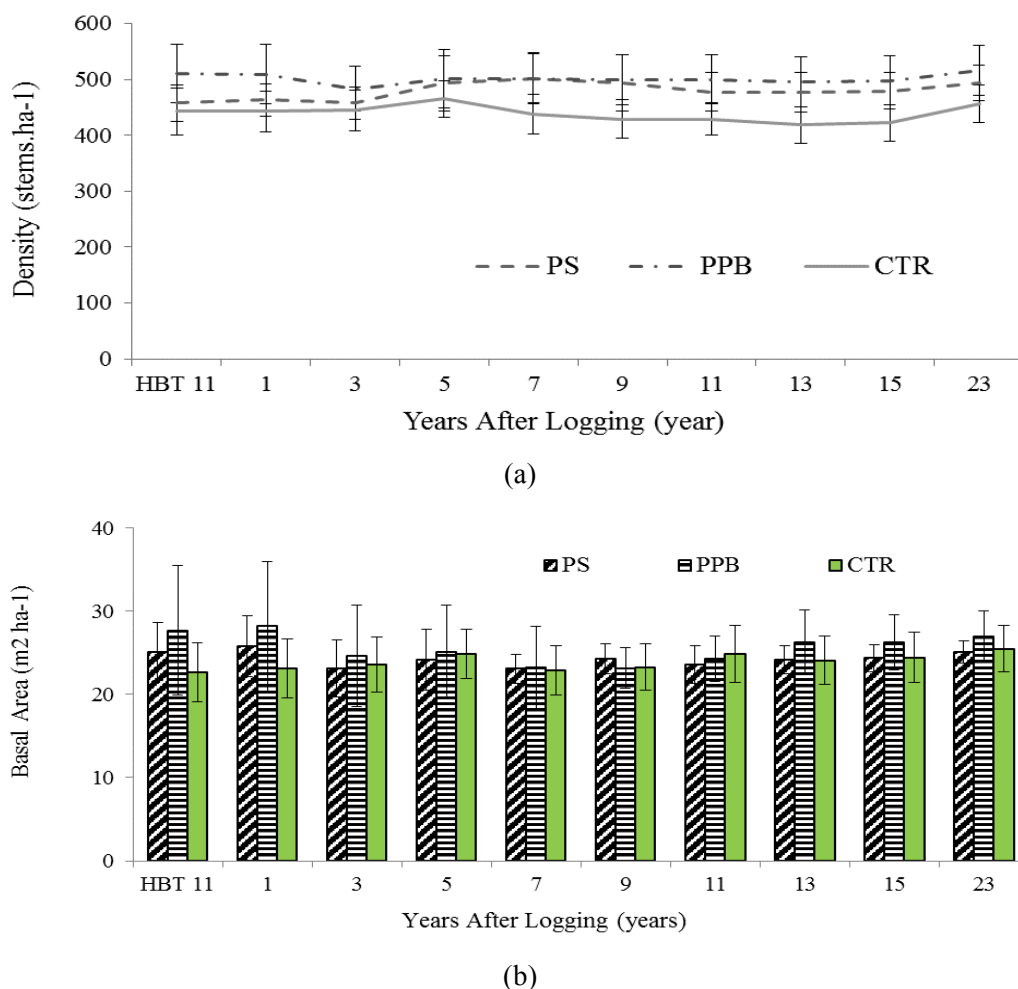 600
500
400
300
200
100
0
Density (stems.ha-1)
PS PPB CTR
HBT 11 1 3 5 7 9 11 13 15 23
Years After Logging (year)
(a)
40
30
20
10
0
Basal Area (m2 ha-1)
PS PPB CTR
HBT 11 1 3 5 7 9 11 13 15 23
Years After Logging (years)
(b)